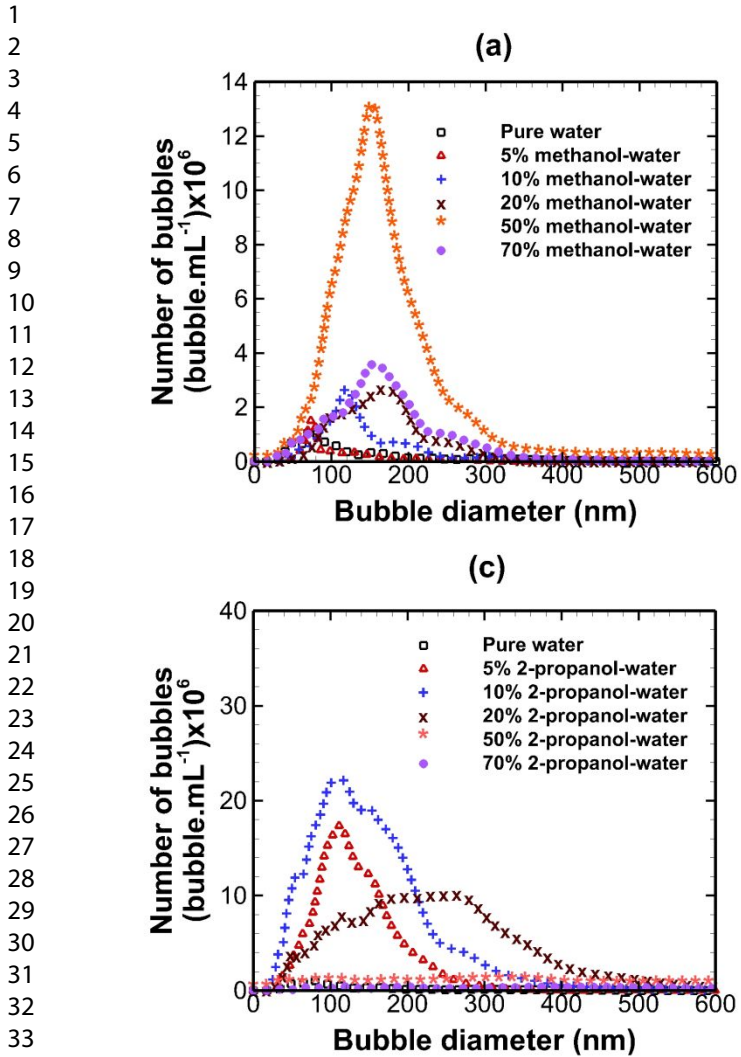 1
2
3
4
5
6
7
8
9
10
11
12
13
14
15
16
17
18
19
20
21
22
23
24
25
26
27
28
29
30
31
32
33
(a)
Number of bubbles
(bubble.mL⁻¹)x10⁶
14
12
10
8
6
4
2
0
Pure water
5% methanol-water
10% methanol-water
20% methanol-water
50% methanol-water
70% methanol-water
0 100 200 300 400 500 600
Bubble diameter (nm)
(c)
Number of bubbles
(bubble.mL⁻¹)x10⁶
40
30
20
10
0
Pure water
5% 2-propanol-water
10% 2-propanol-water
20% 2-propanol-water
50% 2-propanol-water
70% 2-propanol-water
0 100 200 300 400 500 600
Bubble diameter (nm)